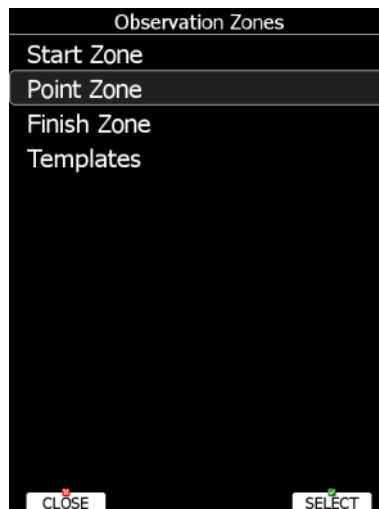 Observation Zones
Start Zone
Point Zone
Finish Zone
Templates
CLOSE
SELECT